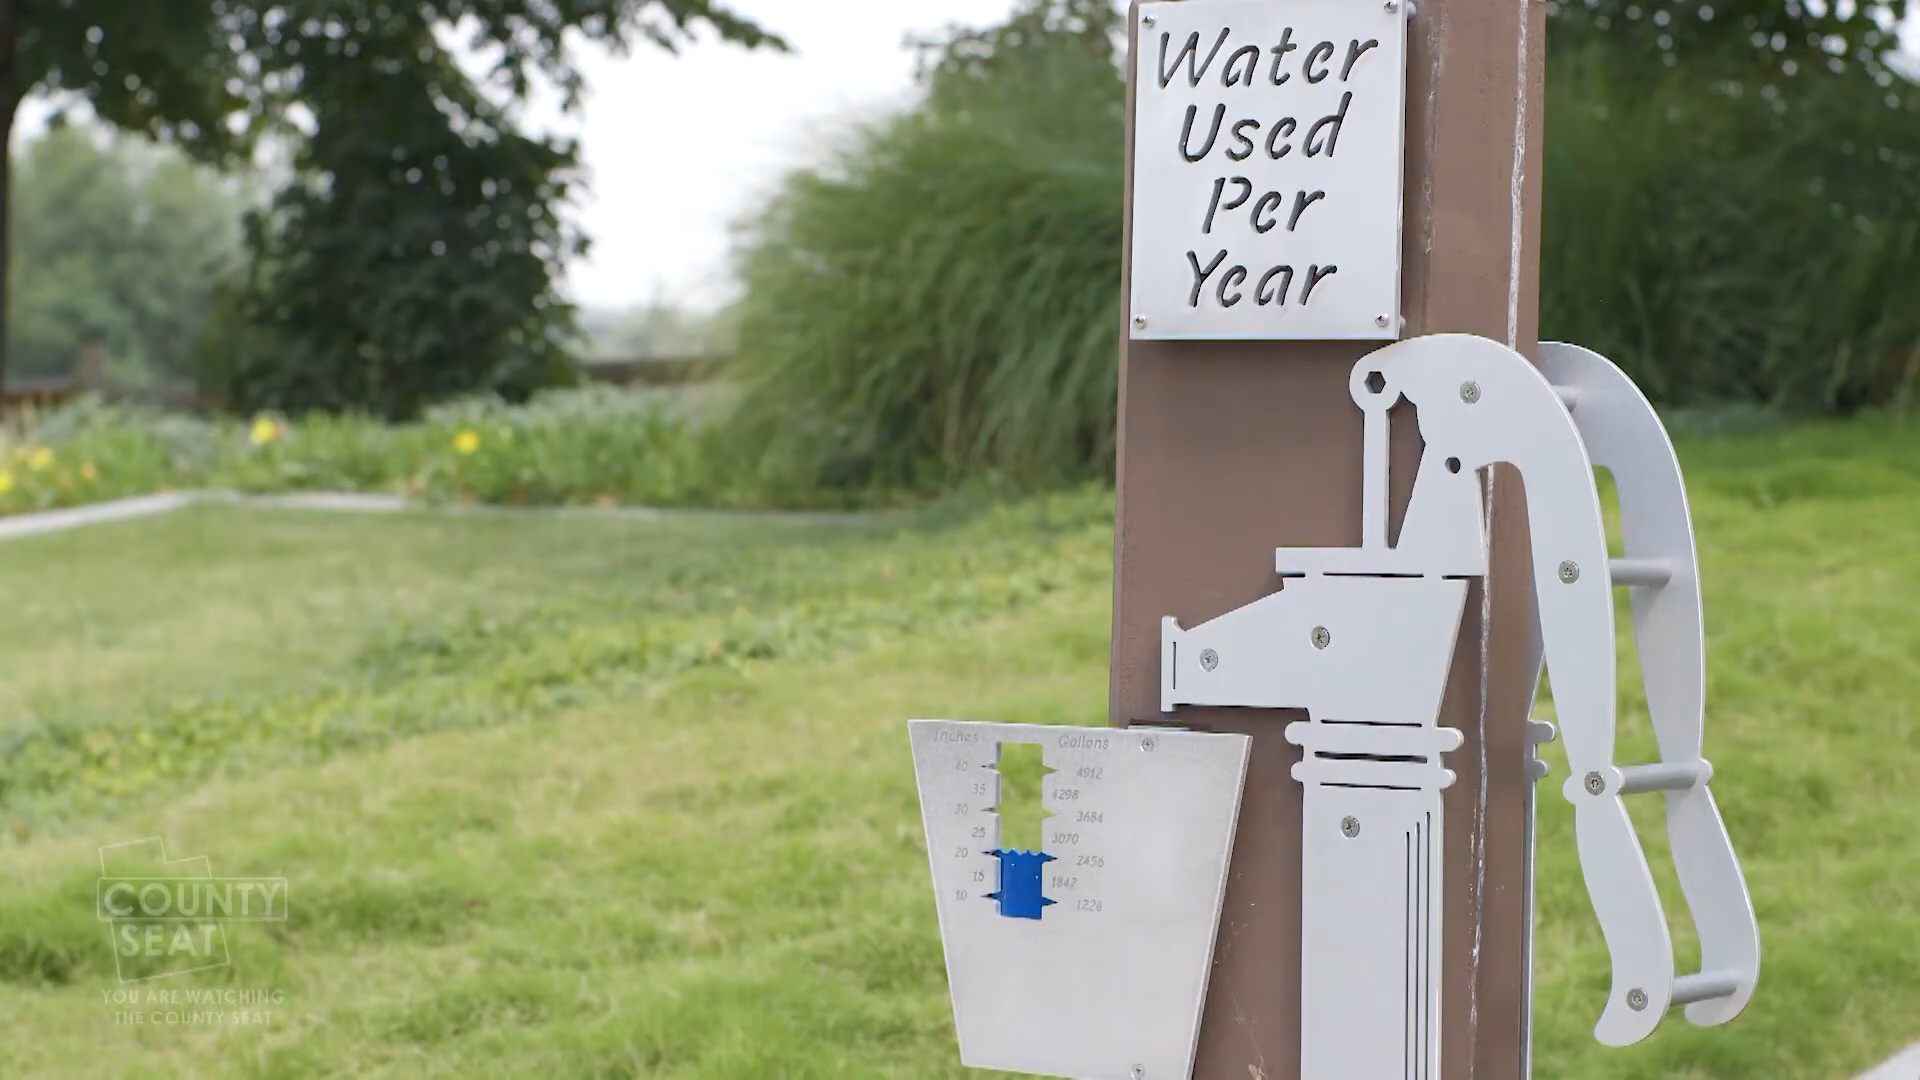 Water
Used
Per
Year
Inches Gallons
40 4912
35 4298
30 3684
25 3070
20 2456
15 1842
10 1228
COUNTY
SEAT
YOU ARE WATCHING
THE COUNTY SEAT